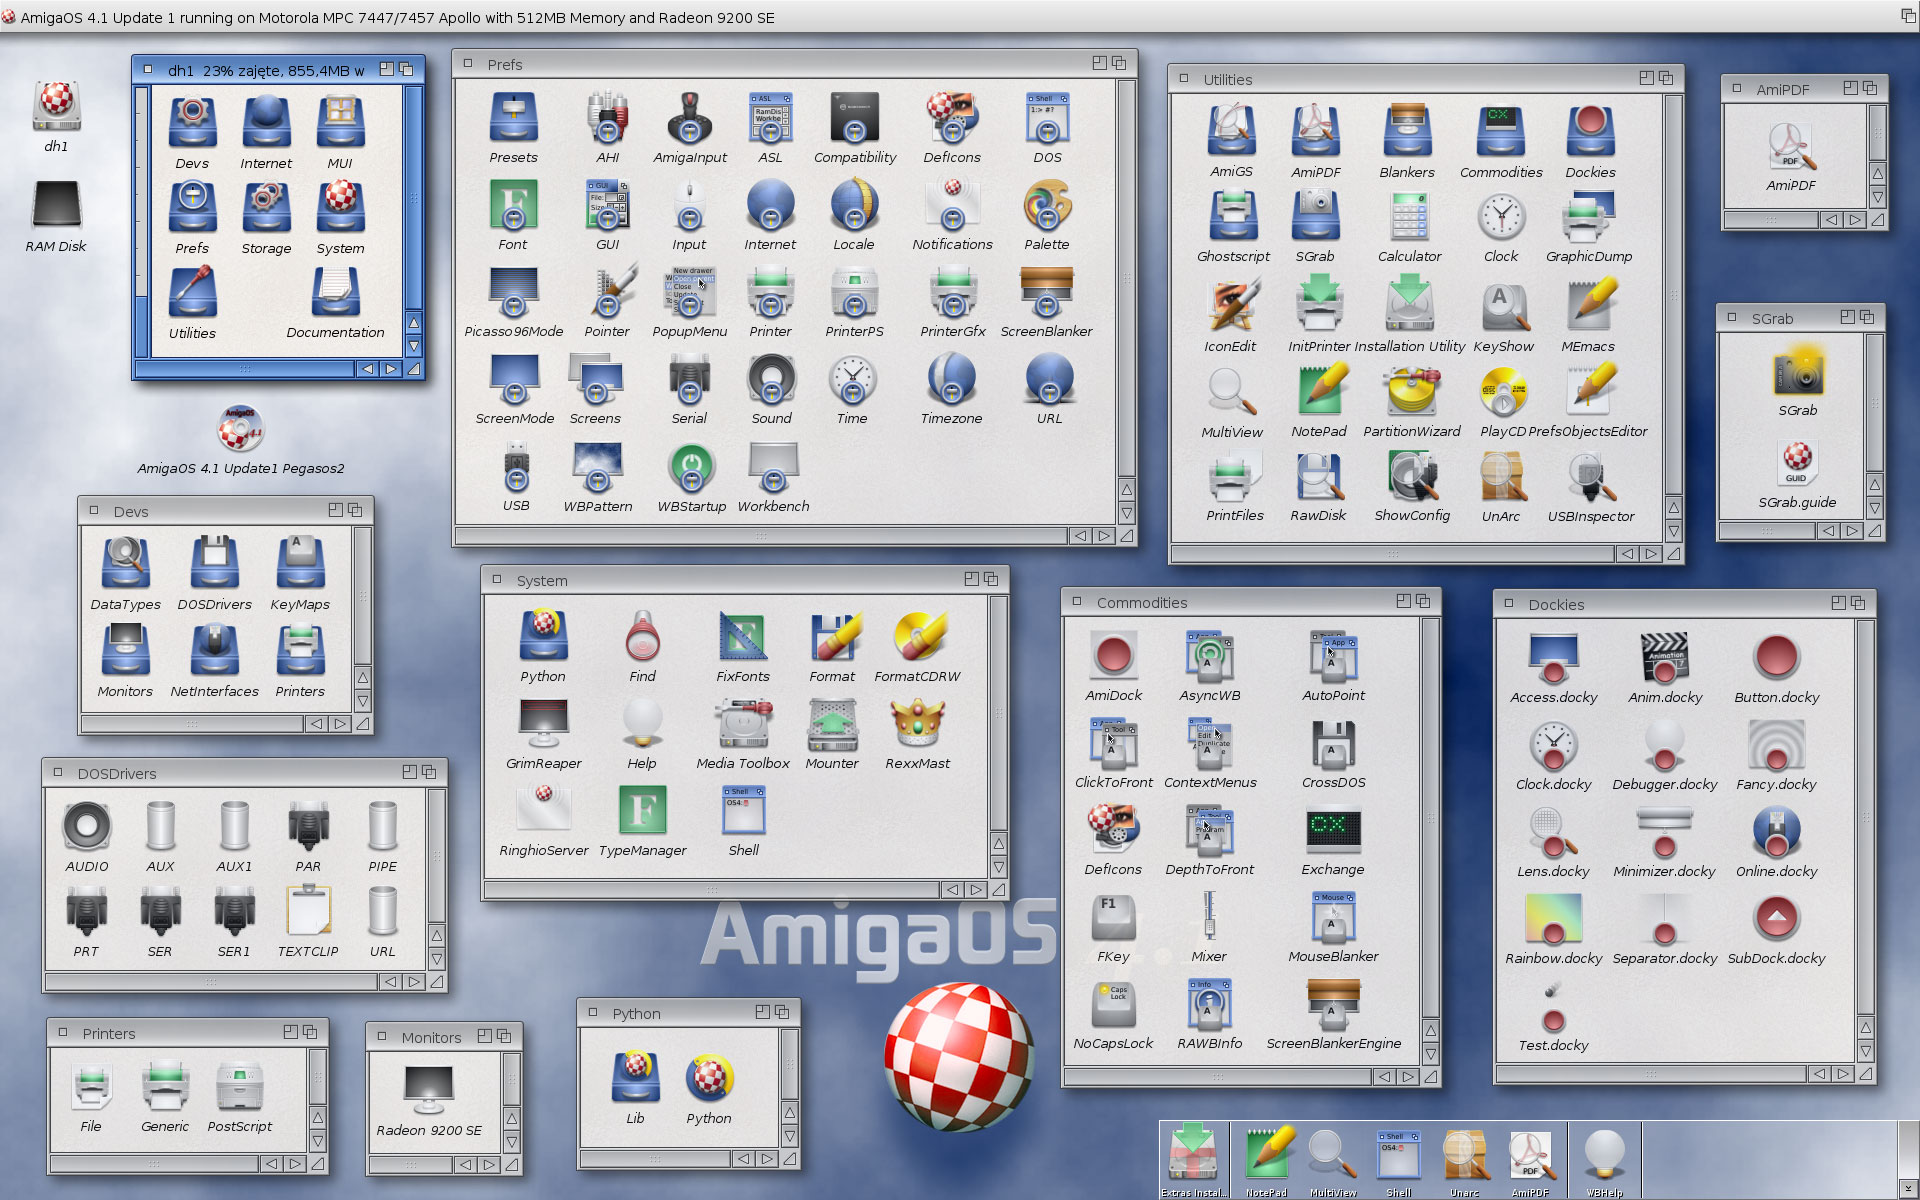 AmigaOS 4.1 Update 1 running on Motorola MPC 7447/7457 Apollo with 512MB Memory and Radeon 9200 SE
dh1
RAM Disk
dh1 23% zajęte, 855,4MB w
Devs Internet MUI
Prefs Storage System
Utilities Documentation
AmigaOS 4.1 Update1 Pegasos2
Prefs
Presets AHI AmigaInput ASL Compatibility DefIcons DOS
Font GUI Input Internet Locale Notifications Palette
Picasso96Mode Pointer PopupMenu Printer PrinterPS PrinterGfx ScreenBlanker
ScreenMode Screens Serial Sound Time Timezone URL
USB WBPattern WBStartup Workbench
Utilities
AmiGS AmiPDF Blankers Commodities Dockies
Ghostscript SGrab Calculator Clock GraphicDump
IconEdit InitPrinter Installation Utility KeyShow MEmacs
MultiView NotePad PartitionWizard PlayCD PrefsObjectsEditor
PrintFiles RawDisk ShowConfig UnArc USBInspector
AmiPDF
PDF
AmiPDF
SGrab
SGrab
GUID
SGrab.guide
Devs
DataTypes DOSDrivers KeyMaps
Monitors NetInterfaces Printers
System
Python Find FixFonts Format FormatCDRW
GrimReaper Help Media Toolbox Mounter RexxMast
RinghioServer TypeManager Shell
Commodities
AmiDock AsyncWB AutoPoint
ClickToFront ContextMenus CrossDOS
DefIcons DepthToFront Exchange
FKey Mixer MouseBlanker
NoCapsLock RAWBInfo ScreenBlankerEngine
Dockies
Access.docky Anim.docky Button.docky
Clock.docky Debugger.docky Fancy.docky
Lens.docky Minimizer.docky Online.docky
Rainbow.docky Separator.docky SubDock.docky
Test.docky
DOSDrivers
AUDIO AUX AUX1 PAR PIPE
PRT SER SER1 TEXTCLIP URL
AmigaOS
Printers
File Generic PostScript
Monitors
Radeon 9200 SE
Python
Lib Python
Extras Instal... NotePad MultiView Shell Unarc AmiPDF WBHelp